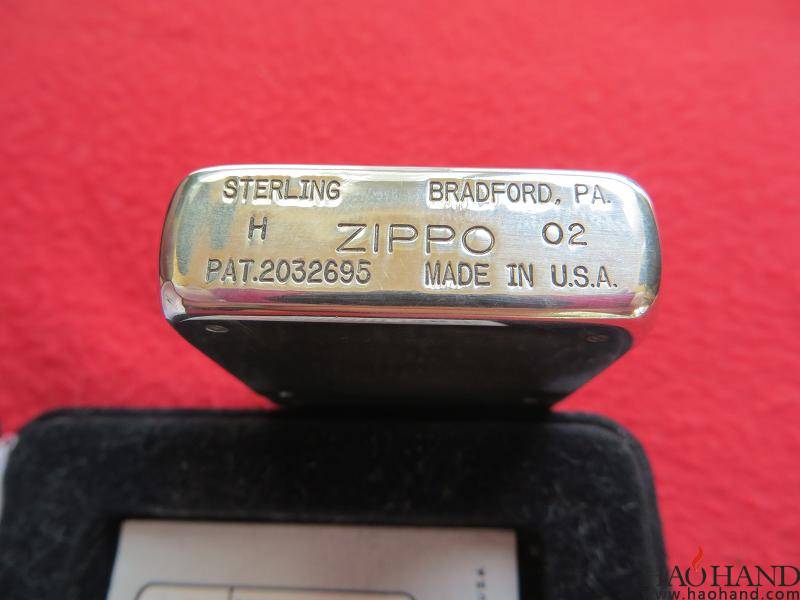 STERLING BRADFORD, PA.
H ZIPPO 02
PAT.2032695 MADE IN U.S.A.
HAOHAND
www.haohand.com